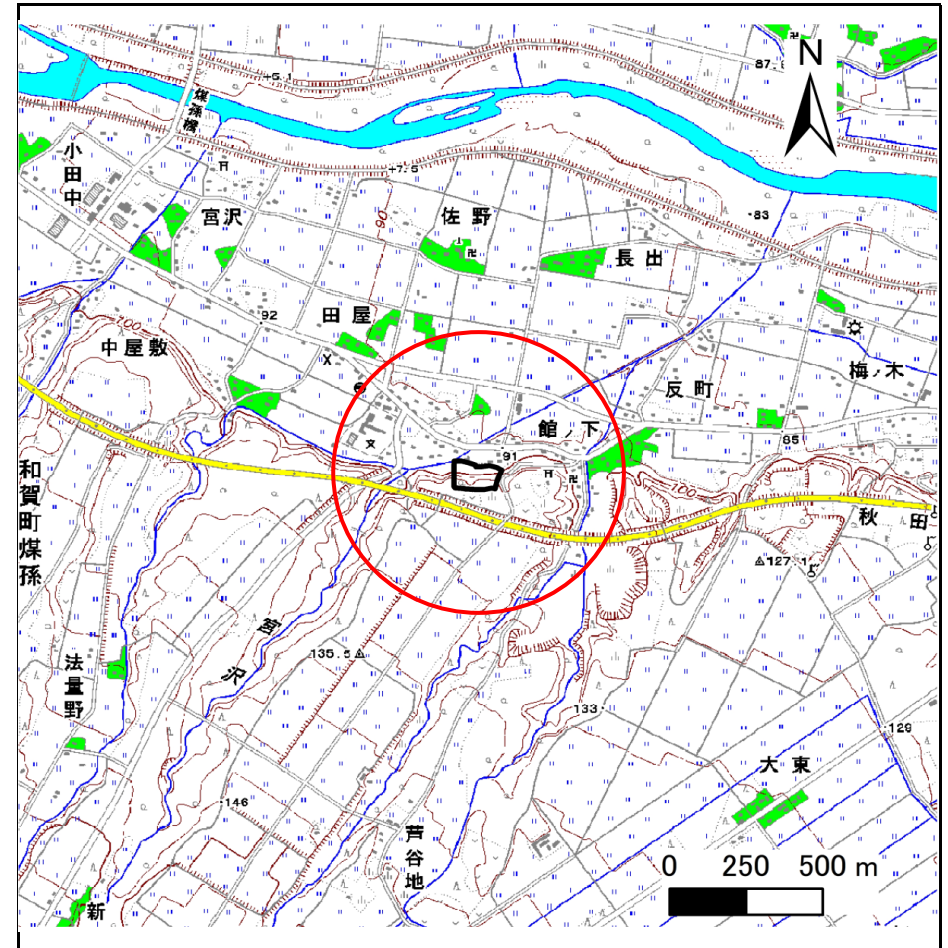 N
87.
+5.1
煤孫橋
小田中
+7.5
宮沢
90
佐野
83
長出
100
92
田屋
中屋敷
梅ノ木
反町
館ノ下
85
91
100
和賀町煤孫
秋田
127.1
宮沢
135.5
法量野
133
129
大東
146
芦谷地
新
0 250 500 m